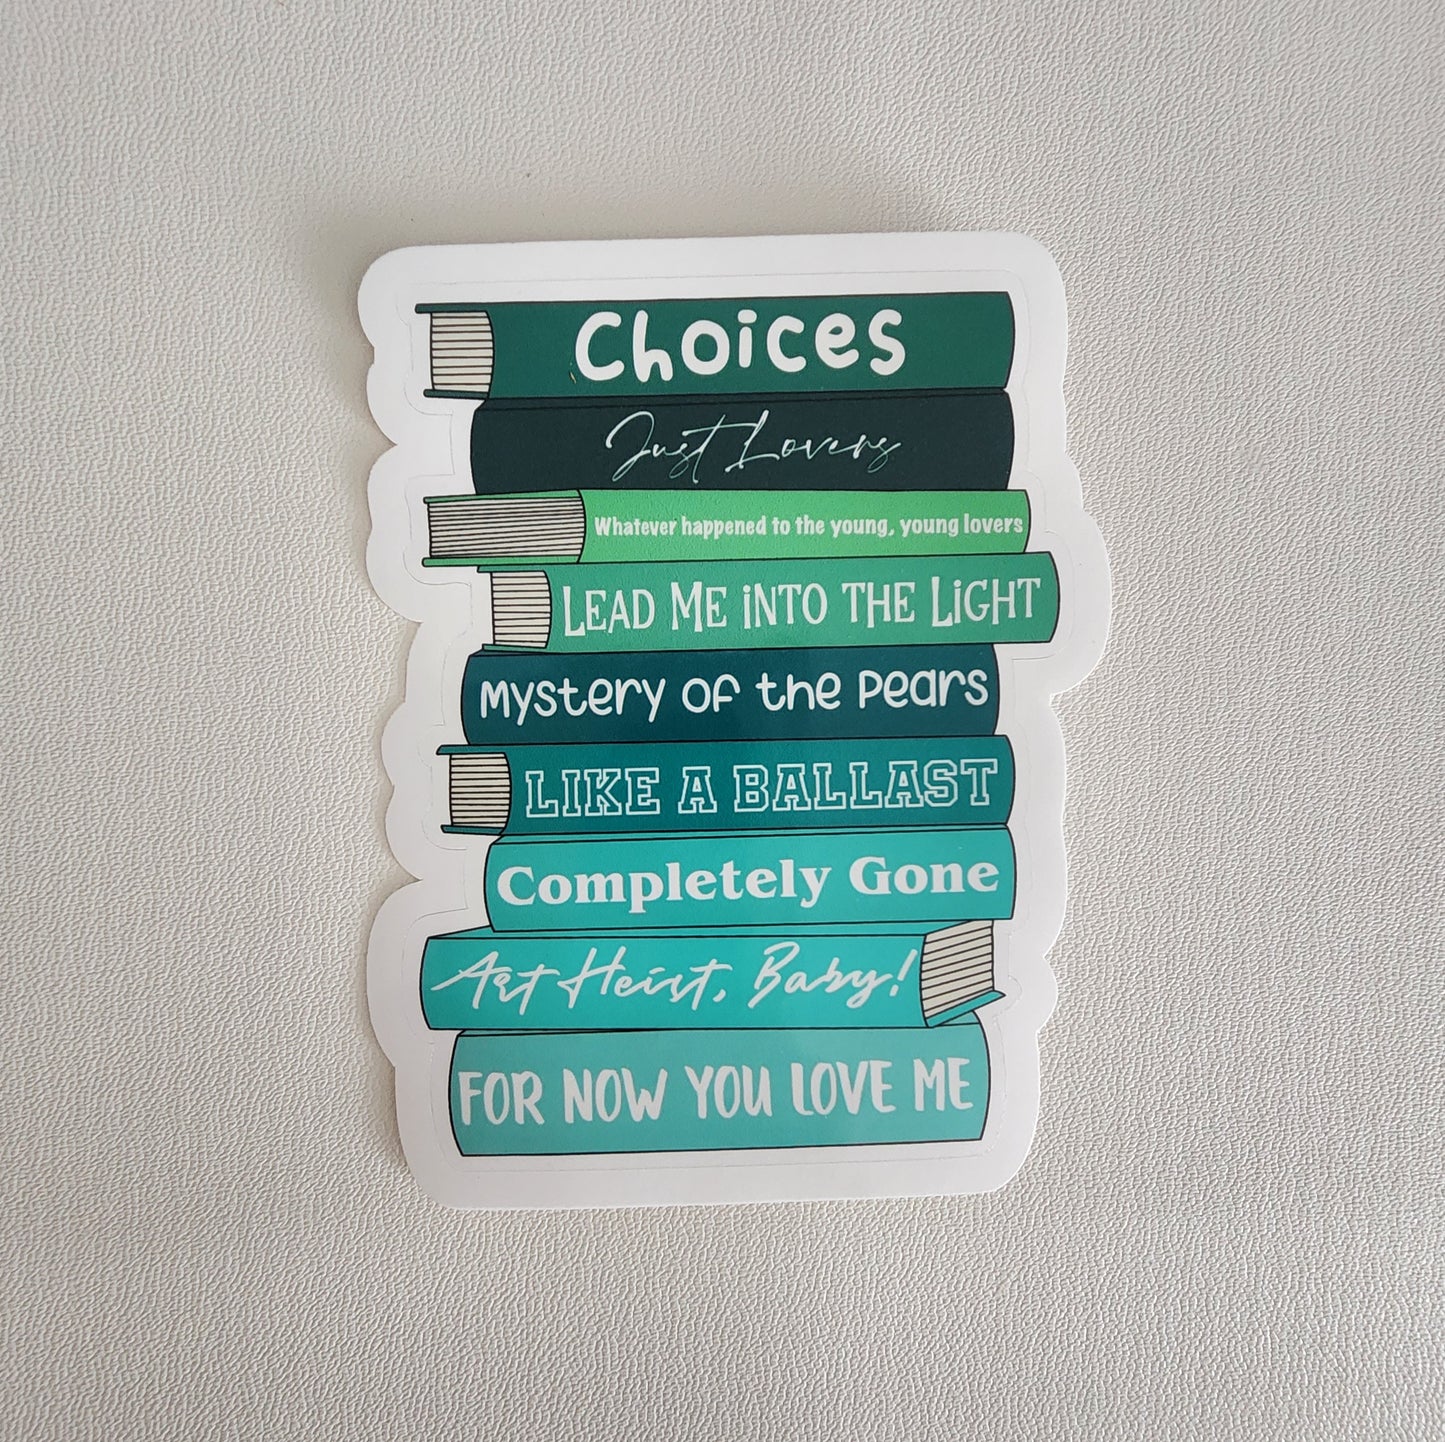 Choices
Just Lovers
Whatever happened to the young, young lovers
LEAD ME iNTO THE LiGHT
Mystery of the Pears
LIKE A BALLAST
Completely Gone
Art Heist, Baby!
FOR NOW YOU LOVE ME